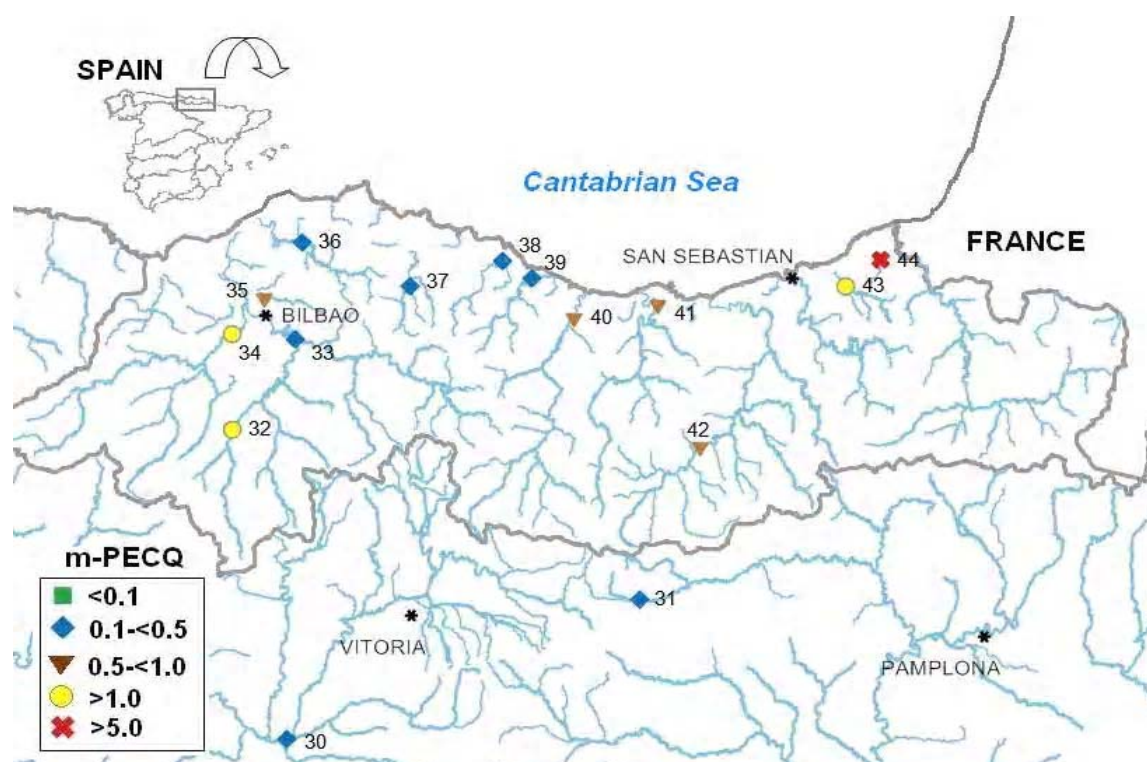 SPAIN
Cantabrian Sea
FRANCE
SAN SEBASTIAN
36
38
39
44
43
37
35
BILBAO
34
33
40
41
32
42
m-PECQ
<0.1
0.1-<0.5
0.5-<1.0
>1.0
>5.0
31
VITORIA
PAMPLONA
30